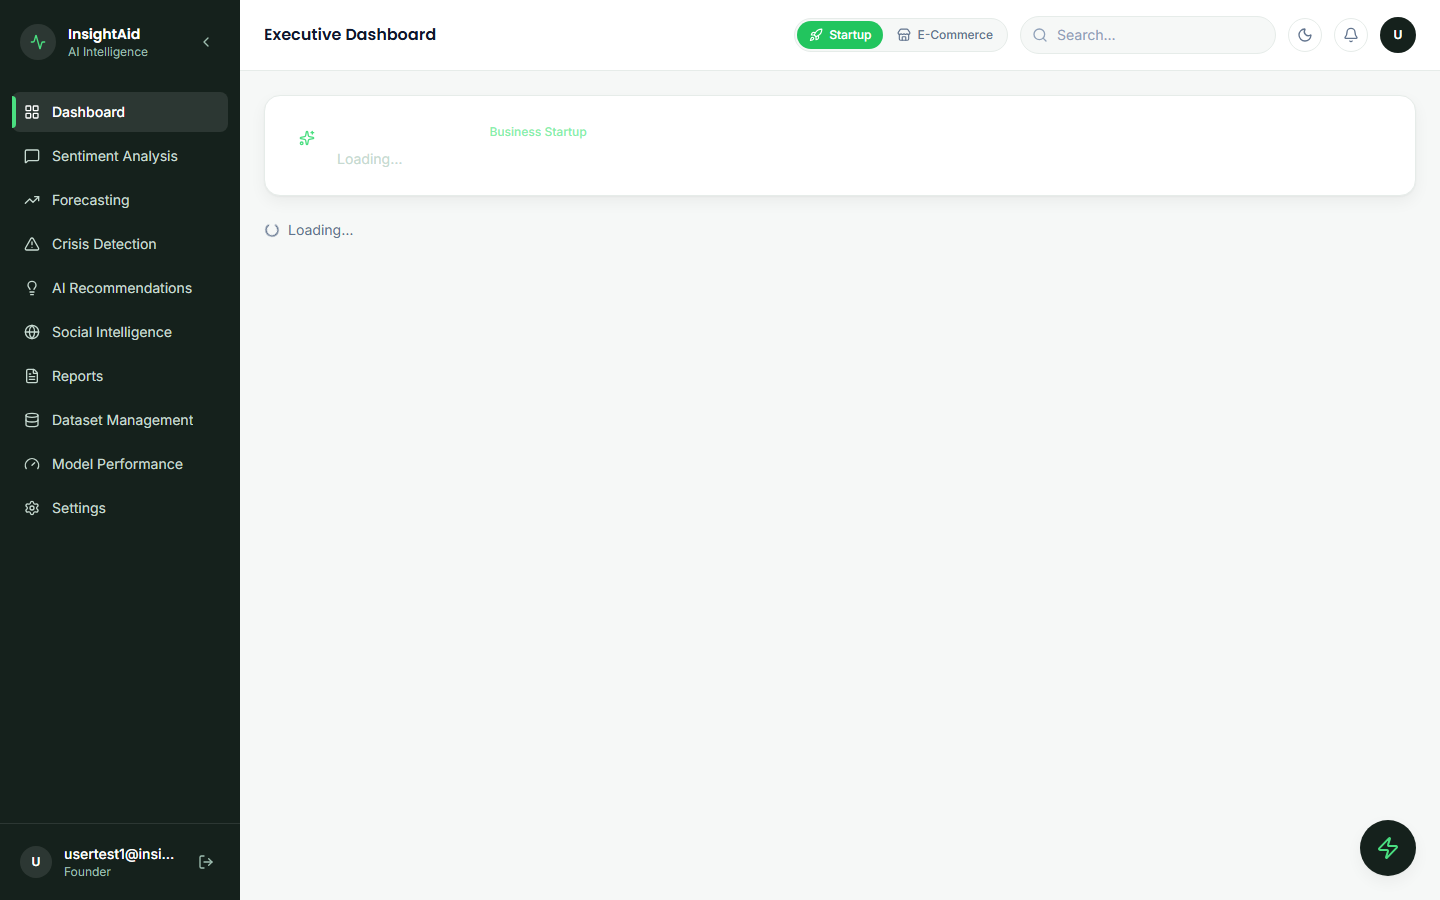 InsightAid
AI Intelligence
Dashboard
Sentiment Analysis
Forecasting
Crisis Detection
AI Recommendations
Social Intelligence
Reports
Dataset Management
Model Performance
Settings
U
usertest1@insi...
Founder
Executive Dashboard
Startup
E-Commerce
Search...
U
Business Startup
Loading...
Loading...